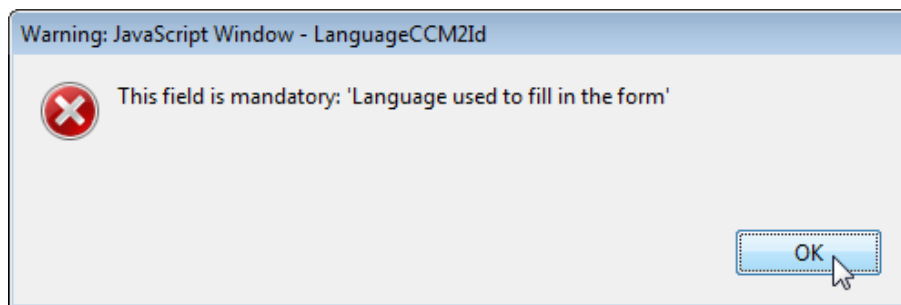 Warning: JavaScript Window - LanguageCCM2Id
This field is mandatory: 'Language used to fill in the form'
OK